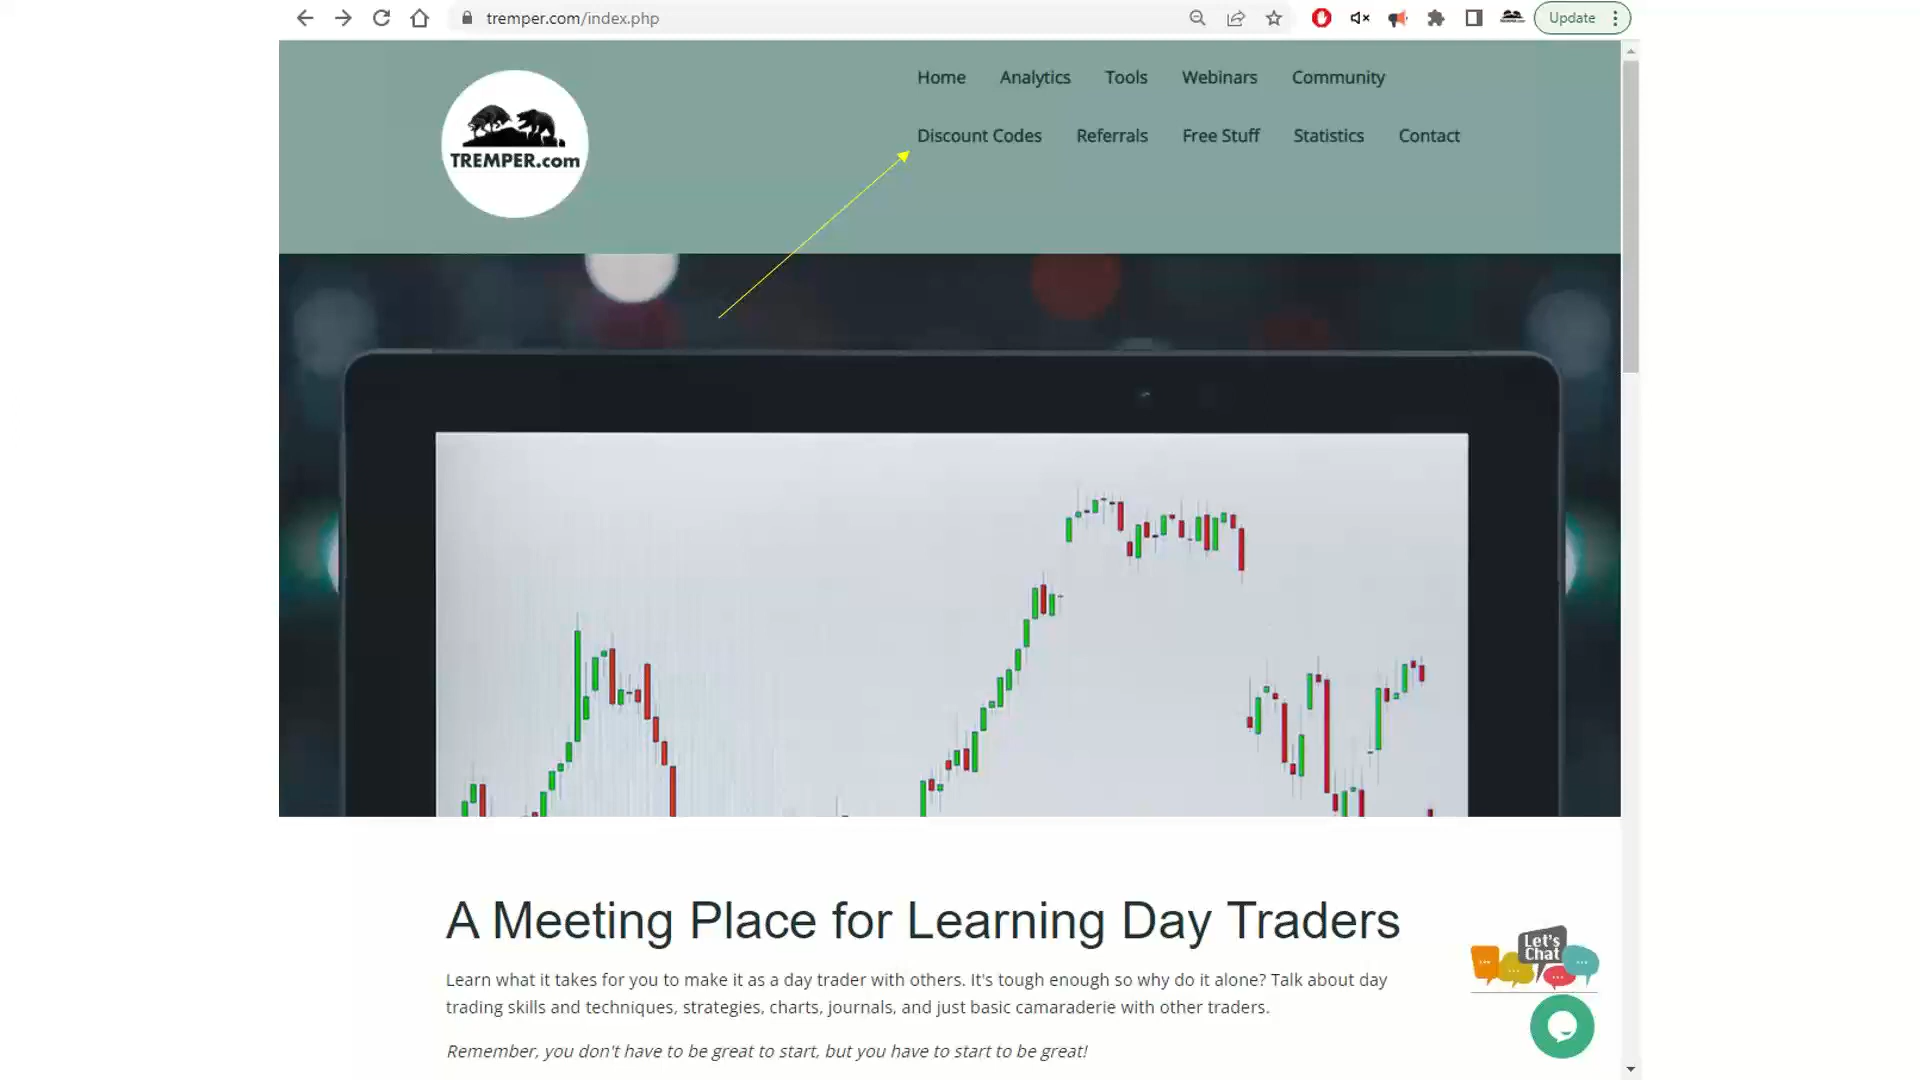 tremper.com/index.php
Update
Home Analytics Tools Webinars Community
Discount Codes Referrals Free Stuff Statistics Contact
TREMPER.com
A Meeting Place for Learning Day Traders
Learn what it takes for you to make it as a day trader with others. It's tough enough so why do it alone? Talk about day
trading skills and techniques, strategies, charts, journals, and just basic camaraderie with other traders.
Remember, you don't have to be great to start, but you have to start to be great!
Let's
Chat